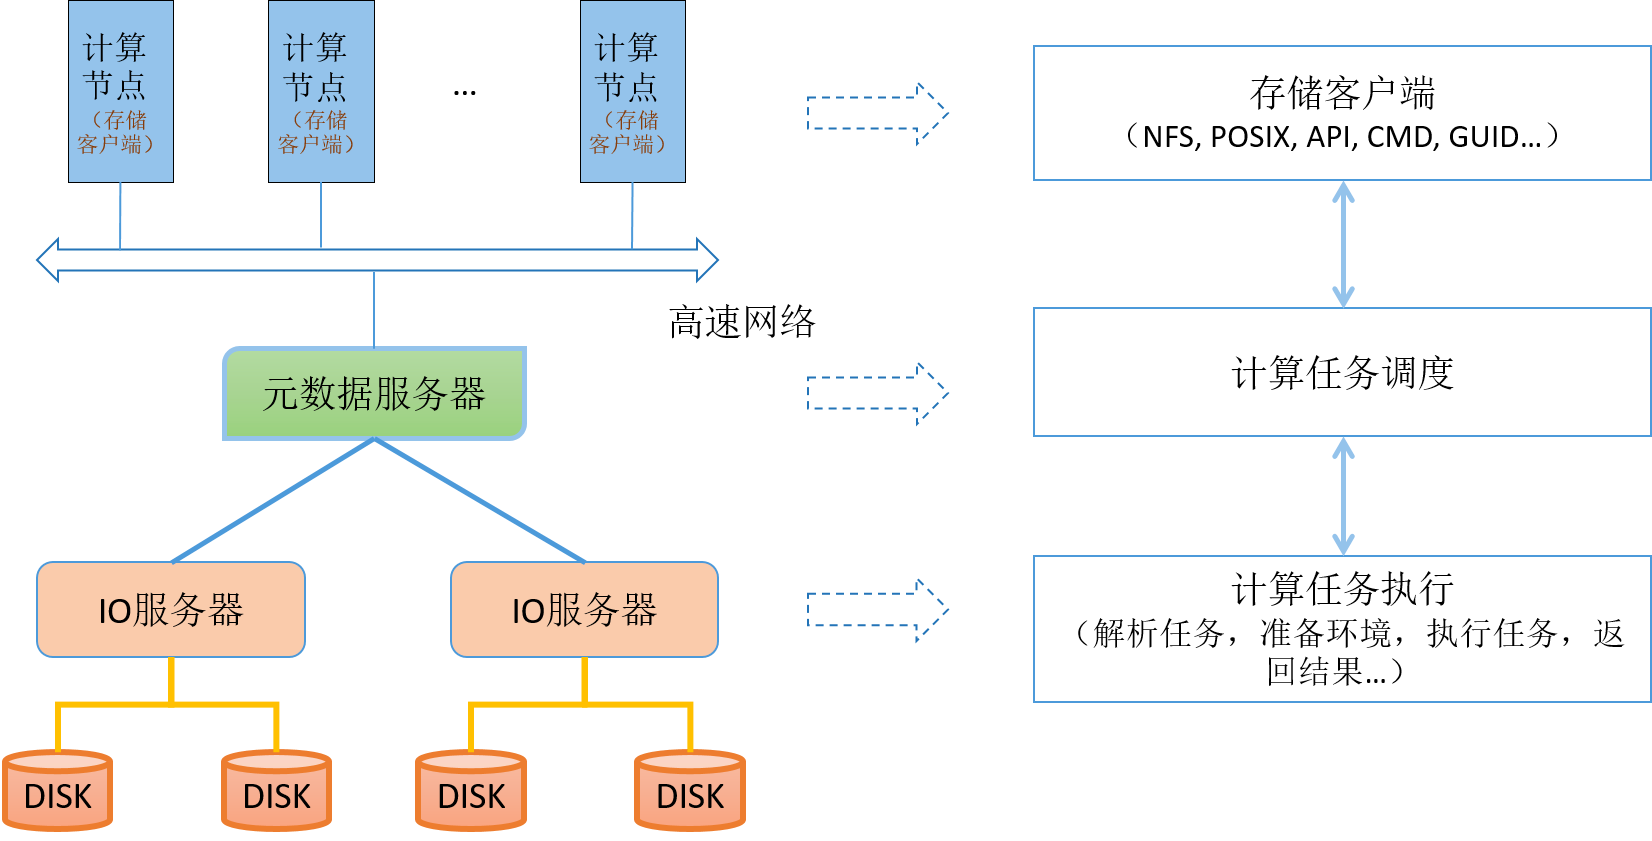 计算
节点
（存储
客户端）
计算
节点
（存储
客户端）
...
计算
节点
（存储
客户端）
高速网络
元数据服务器
IO服务器
IO服务器
DISK
DISK
DISK
DISK
存储客户端
（NFS, POSIX, API, CMD, GUID...）
计算任务调度
计算任务执行
（解析任务，准备环境，执行任务，返
回结果...）